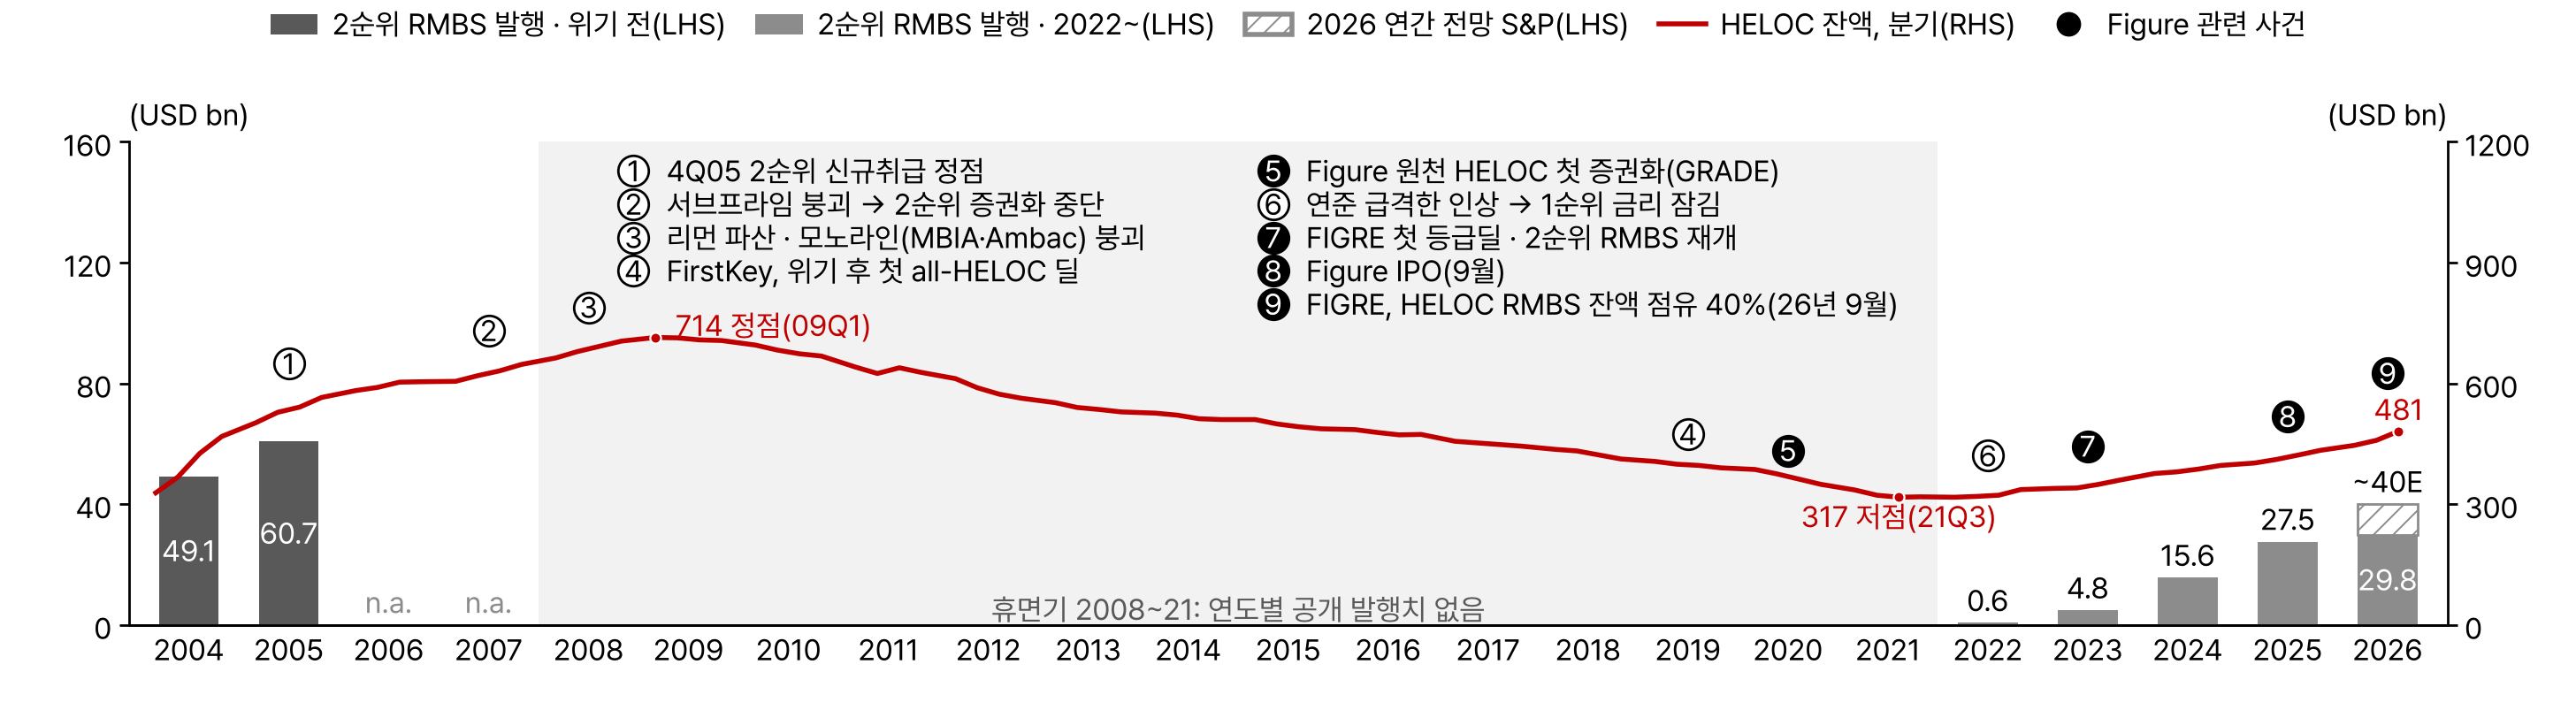 2순위 RMBS 발행 · 위기 전(LHS) 2순위 RMBS 발행 · 2022~(LHS) 2026 연간 전망 S&P(LHS) HELOC 잔액, 분기(RHS) Figure 관련 사건
(USD bn) (USD bn)
160 1200
① 4Q05 2순위 신규취급 정점
② 서브프라임 붕괴 → 2순위 증권화 중단
③ 리먼 파산 · 모노라인(MBIA·Ambac) 붕괴
④ FirstKey, 위기 후 첫 all-HELOC 딜
❺ Figure 원천 HELOC 첫 증권화(GRADE)
⑥ 연준 급격한 인상 → 1순위 금리 잠김
❼ FIGRE 첫 등급딜 · 2순위 RMBS 재개
❽ Figure IPO(9월)
❾ FIGRE, HELOC RMBS 잔액 점유 40%(26년 9월)
120 900
① ② ③
714 정점(09Q1)
80 600
④ ❺ ⑥ ❼ ❽ ❾
481
317 저점(21Q3)
40 300
49.1 60.7 n.a. n.a.
휴면기 2008~21: 연도별 공개 발행치 없음
0.6 4.8 15.6 27.5 ~40E
29.8
0 0
2004 2005 2006 2007 2008 2009 2010 2011 2012 2013 2014 2015 2016 2017 2018 2019 2020 2021 2022 2023 2024 2025 2026